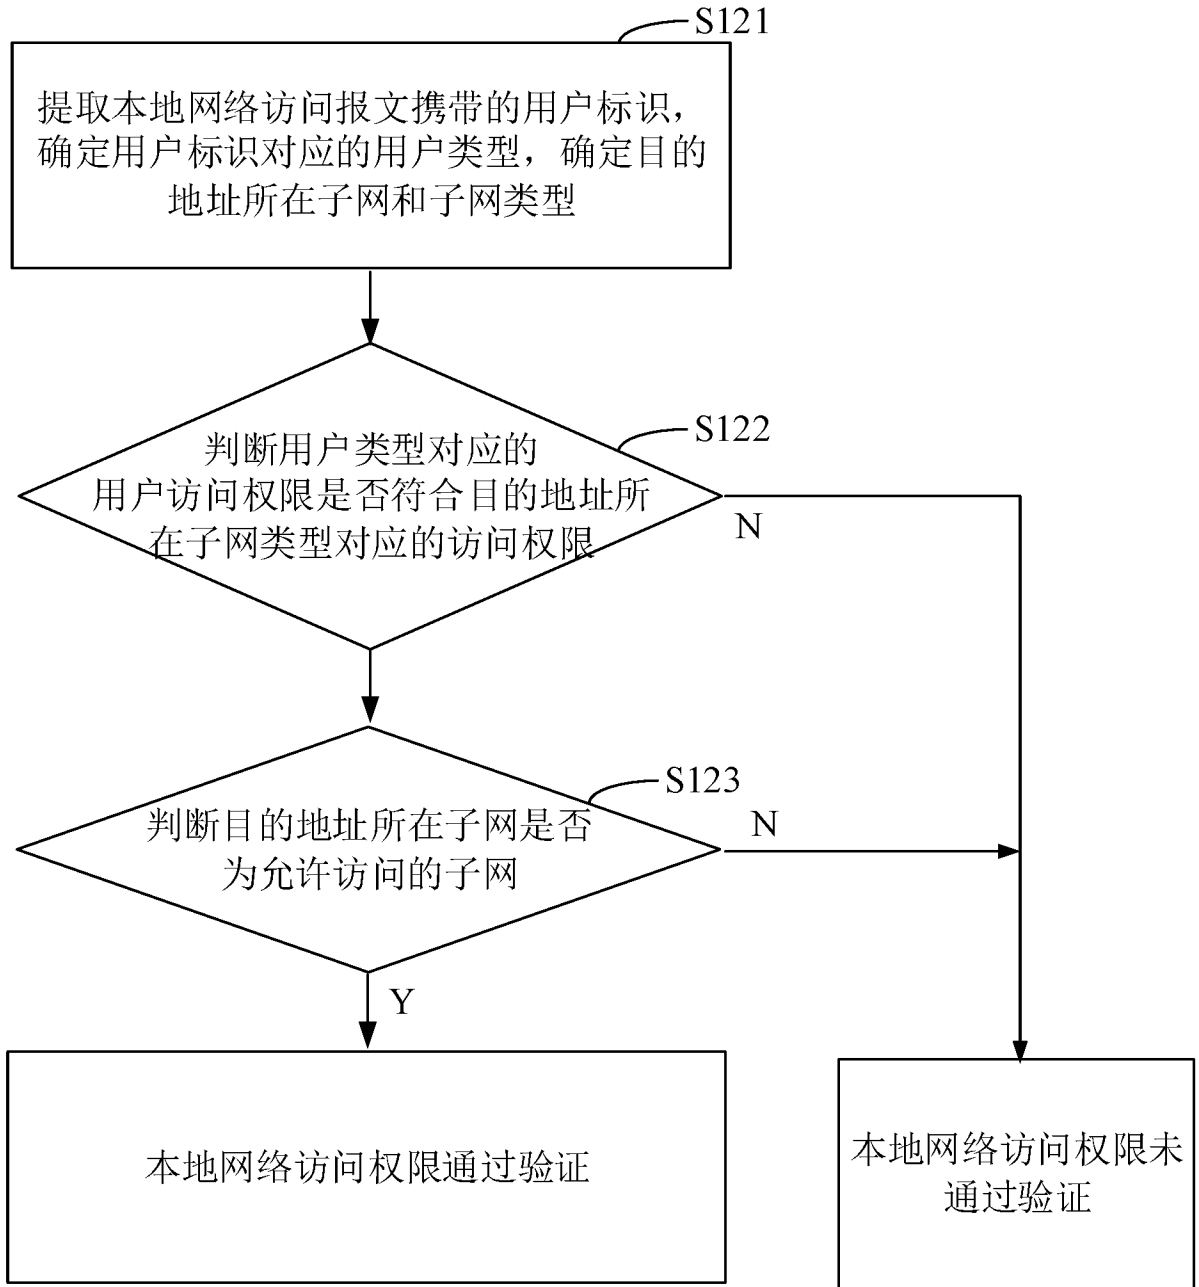 S121
提取本地网络访问报文携带的用户标识，
确定用户标识对应的用户类型，确定目的
地址所在子网和子网类型
S122
判断用户类型对应的
用户访问权限是否符合目的地址所
在子网类型对应的访问权限
N
S123
判断目的地址所在子网是否
为允许访问的子网
N
Y
本地网络访问权限通过验证
本地网络访问权限未
通过验证